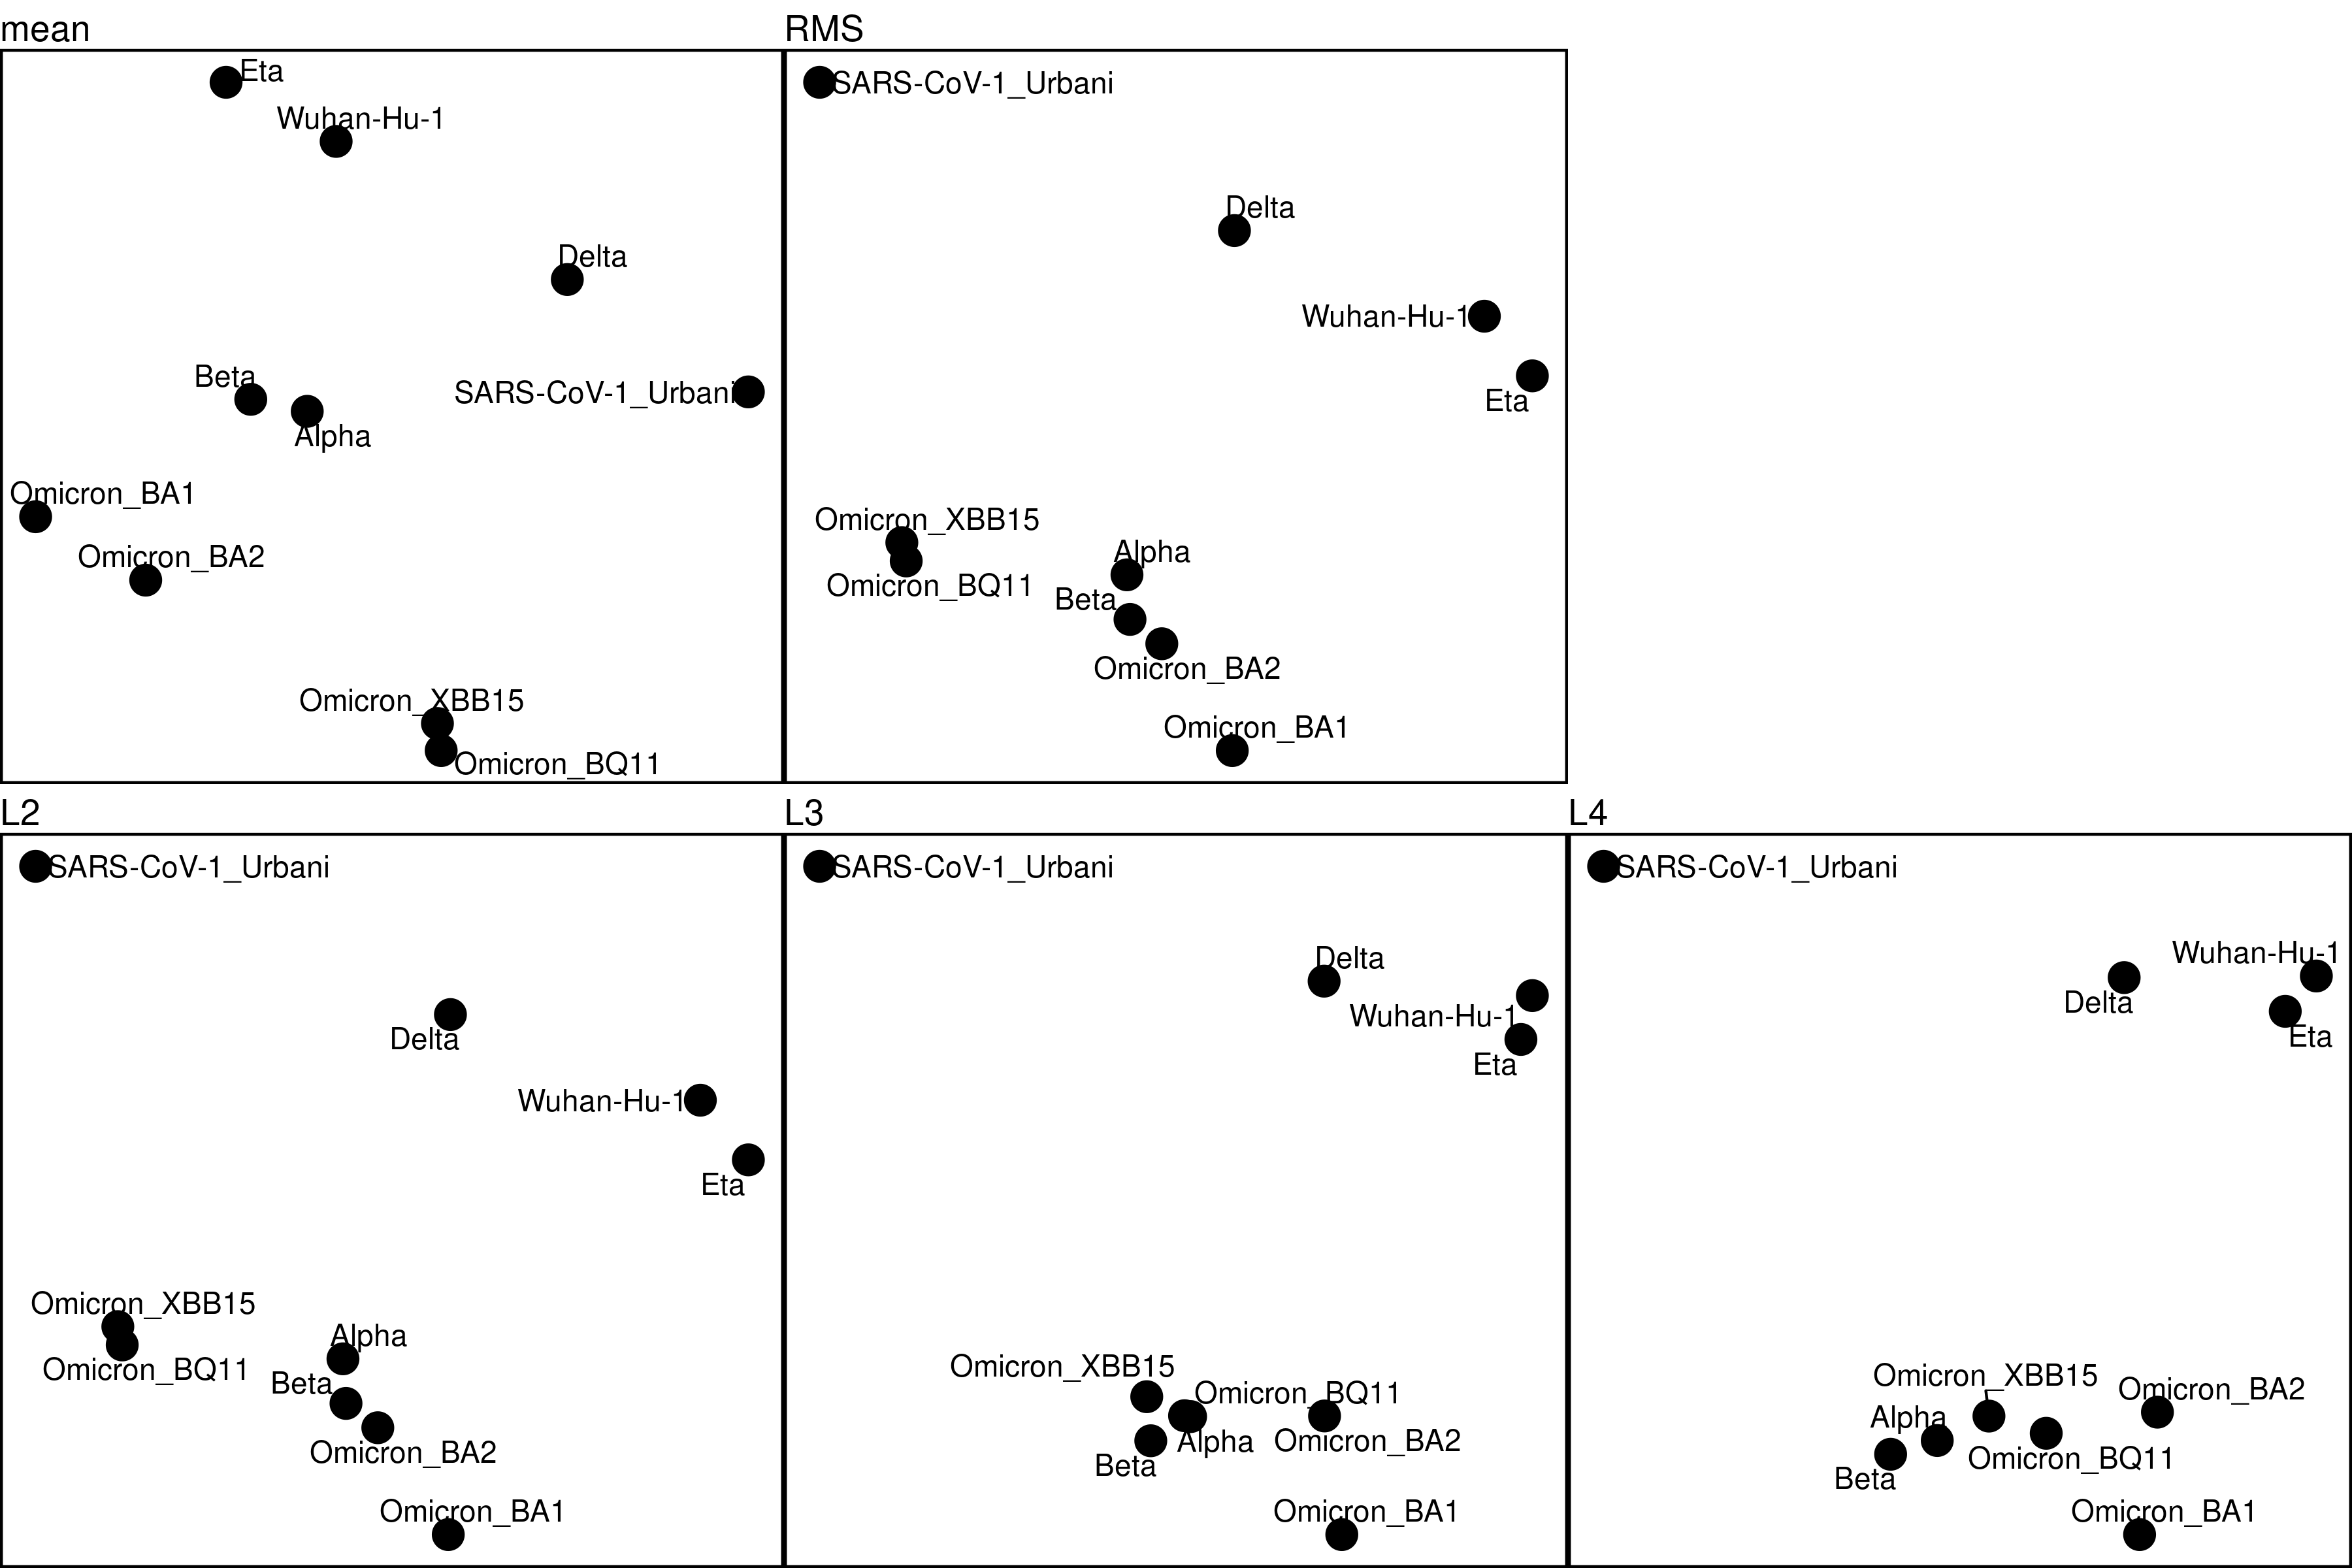 mean
Eta
Wuhan-Hu-1
Delta
Beta
SARS-CoV-1_Urbani
Alpha
Omicron_BA1
Omicron_BA2
Omicron_XBB15
Omicron_BQ11
RMS
SARS-CoV-1_Urbani
Delta
Wuhan-Hu-1
Eta
Omicron_XBB15
Alpha
Omicron_BQ11
Beta
Omicron_BA2
Omicron_BA1
L2
SARS-CoV-1_Urbani
Delta
Wuhan-Hu-1
Eta
Omicron_XBB15
Alpha
Omicron_BQ11
Beta
Omicron_BA2
Omicron_BA1
L3
SARS-CoV-1_Urbani
Delta
Wuhan-Hu-1
Eta
Omicron_XBB15
Omicron_BQ11
Alpha
Omicron_BA2
Beta
Omicron_BA1
L4
SARS-CoV-1_Urbani
Wuhan-Hu-1
Delta
Eta
Omicron_XBB15
Omicron_BA2
Alpha
Omicron_BQ11
Beta
Omicron_BA1